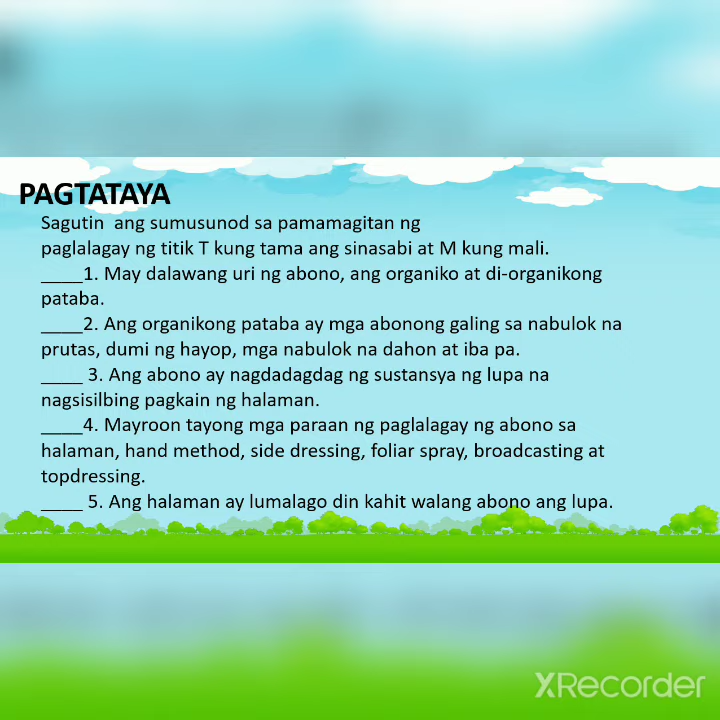 PAGTATAYA
Sagutin ang sumusunod sa pamamagitan ng
paglalagay ng titik T kung tama ang sinasabi at M kung mali.
____1. May dalawang uri ng abono, ang organiko at di-organikong
pataba.
____2. Ang organikong pataba ay mga abonong galing sa nabulok na
prutas, dumi ng hayop, mga nabulok na dahon at iba pa.
____ 3. Ang abono ay nagdadagdag ng sustansya ng lupa na
nagsisilbing pagkain ng halaman.
____4. Mayroon tayong mga paraan ng paglalagay ng abono sa
halaman, hand method, side dressing, foliar spray, broadcasting at
topdressing.
____ 5. Ang halaman ay lumalago din kahit walang abono ang lupa.
XRecorder